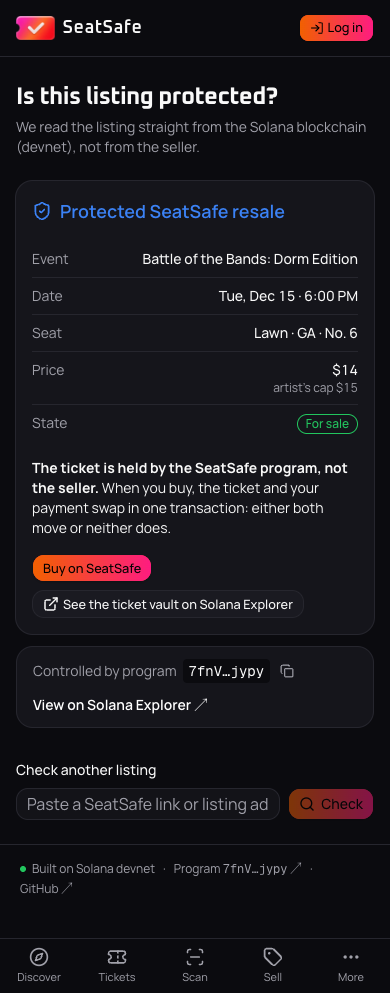 SeatSafe
Log in
Is this listing protected?
We read the listing straight from the Solana blockchain
(devnet), not from the seller.
Protected SeatSafe resale
Event Battle of the Bands: Dorm Edition
Date Tue, Dec 15 · 6:00 PM
Seat Lawn · GA · No. 6
Price $14
artist's cap $15
State For sale
The ticket is held by the SeatSafe program, not
the seller. When you buy, the ticket and your
payment swap in one transaction: either both
move or neither does.
Buy on SeatSafe
See the ticket vault on Solana Explorer
Controlled by program 7fnV…jypy
View on Solana Explorer ↗
Check another listing
Paste a SeatSafe link or listing ad
Check
Built on Solana devnet · Program 7fnV…jypy ↗ ·
GitHub ↗
Discover Tickets Scan Sell More